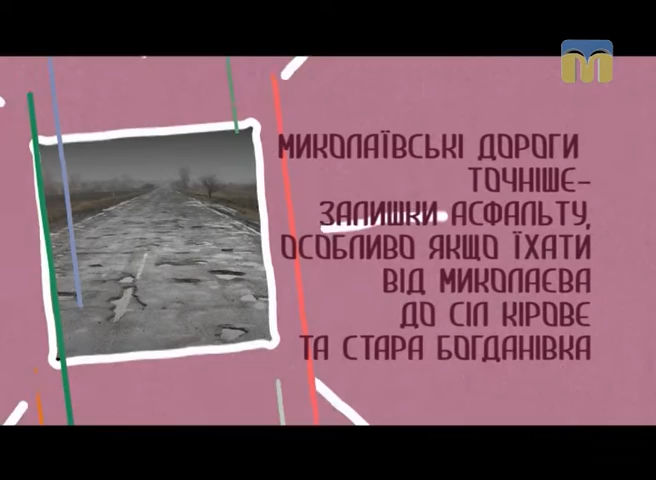 МИКОЛАЇВСЬКІ ДОРОГИ
ТОЧНІШЕ-
ЗАЛИШКИ АСФАЛЬТУ,
ОСОБЛИВО ЯКЩО ЇХАТИ
ВІД МИКОЛАЄВА
ДО СІЛ КІРОВЕ
ТА СТАРА БОГДАНІВКА